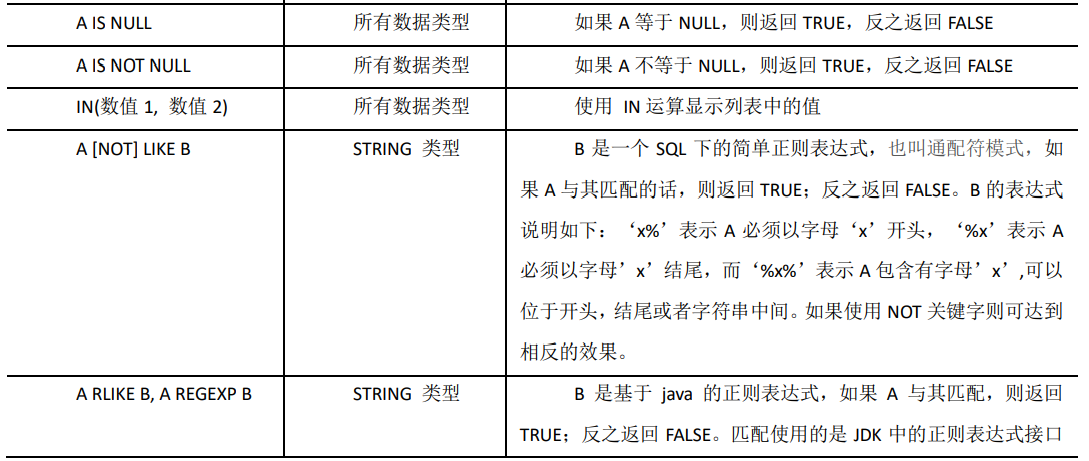 A IS NULL 所有数据类型 如果 A 等于 NULL，则返回 TRUE，反之返回 FALSE
A IS NOT NULL 所有数据类型 如果 A 不等于 NULL，则返回 TRUE，反之返回 FALSE
IN(数值 1, 数值 2) 所有数据类型 使用 IN 运算显示列表中的值
A [NOT] LIKE B STRING 类型 B 是一个 SQL 下的简单正则表达式，也叫通配符模式，如
果 A 与其匹配的话，则返回 TRUE；反之返回 FALSE。B 的表达式
说明如下：‘x%’表示 A 必须以字母‘x’开头，‘%x’表示 A
必须以字母’x’结尾，而‘%x%’表示 A 包含有字母’x’,可以
位于开头，结尾或者字符串中间。如果使用 NOT 关键字则可达到
相反的效果。
A RLIKE B, A REGEXP B STRING 类型 B 是基于 java 的正则表达式，如果 A 与其匹配，则返回
TRUE；反之返回 FALSE。匹配使用的是 JDK 中的正则表达式接口